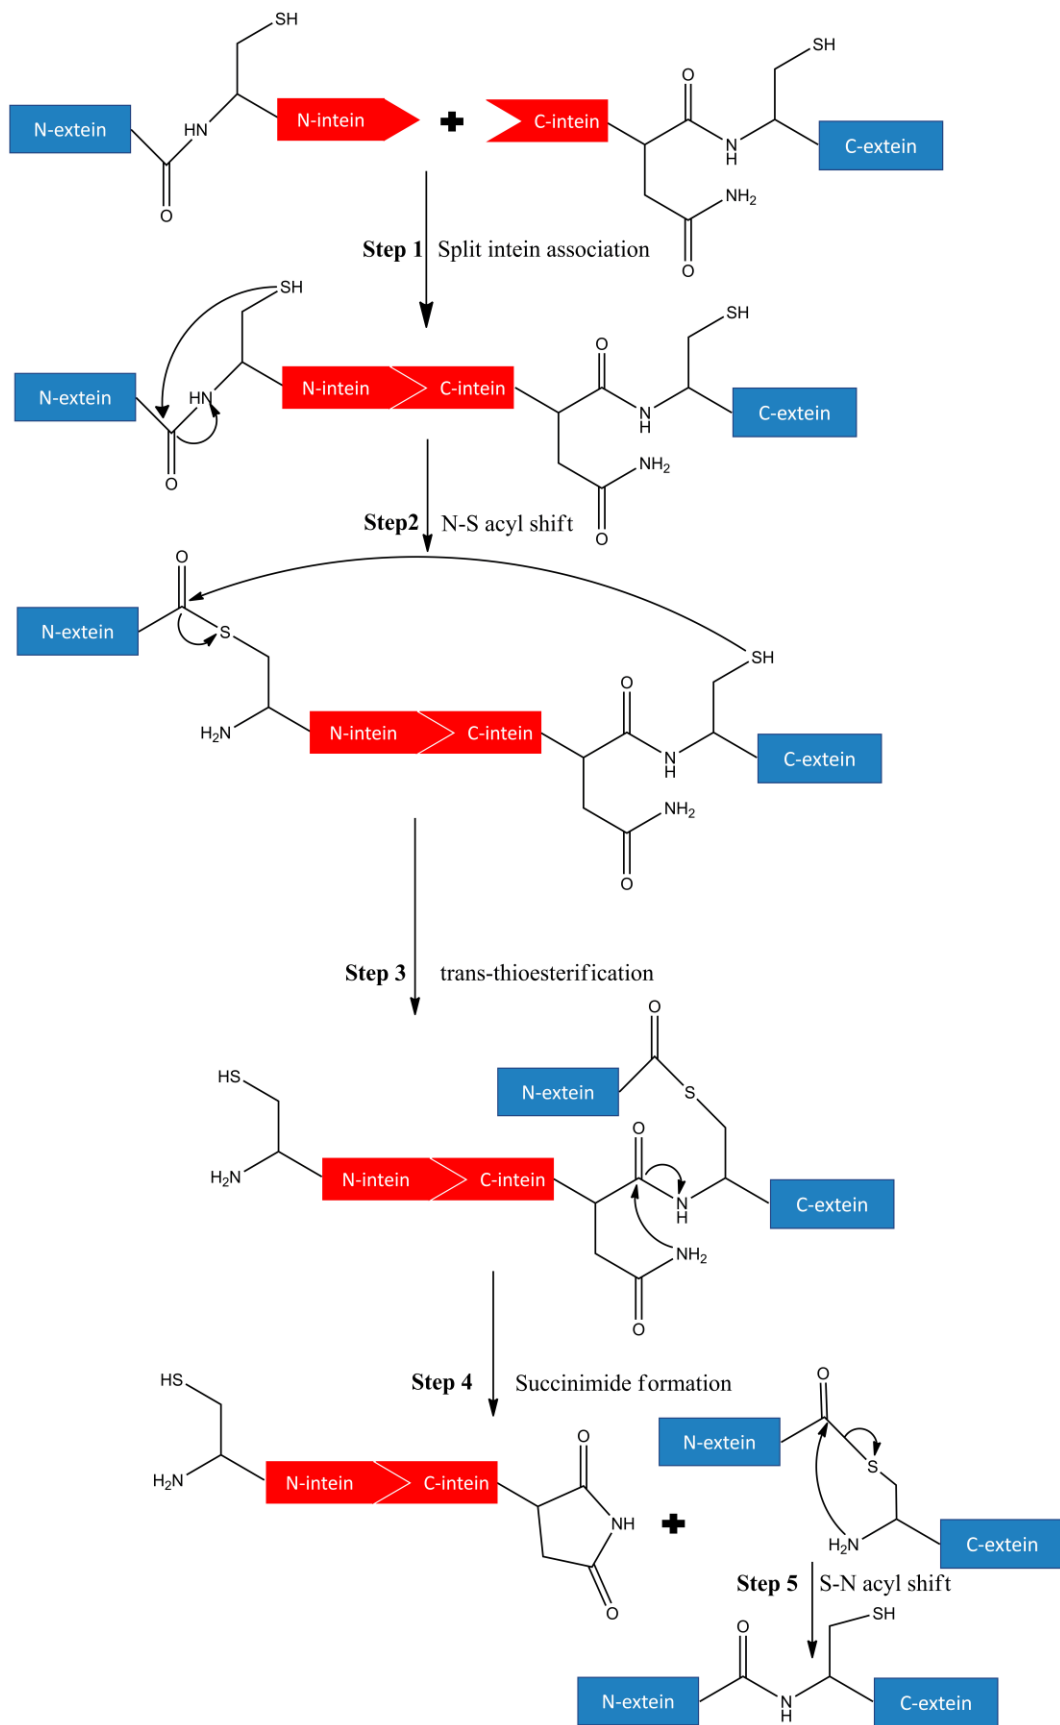 SH
N-extein
HN
N-intein
O
+
C-intein
O
N
H
SH
C-extein
NH2
O
Step 1 Split intein association
SH
N-extein
HN
N-intein
C-intein
O
O
N
H
SH
C-extein
NH2
O
Step2 N-S acyl shift
O
N-extein
S
H2N
N-intein
C-intein
O
N
H
SH
C-extein
NH2
O
Step 3 trans-thioesterification
O
N-extein
S
HS
H2N
N-intein
C-intein
O
N
H
C-extein
NH2
O
Step 4 Succinimide formation
HS
H2N
N-intein
C-intein
O
NH
O
+
O
N-extein
S
H2N
C-extein
Step 5 S-N acyl shift
O
SH
N-extein
N
H
C-extein